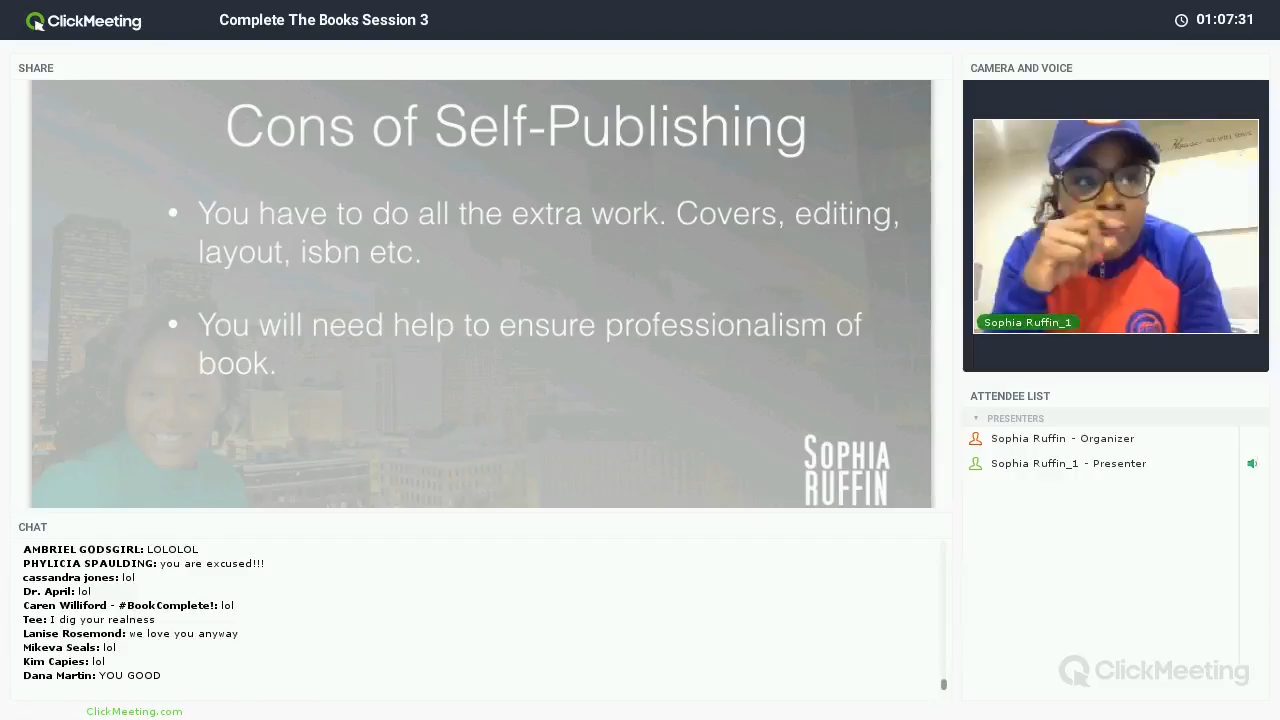 ClickMeeting
Complete The Books Session 3
01:07:31
SHARE
Cons of Self-Publishing
• You have to do all the extra work. Covers, editing,
layout, isbn etc.
• You will need help to ensure professionalism of
book.
SOPHIA
RUFFIN
CAMERA AND VOICE
Sophia Ruffin_1
ATTENDEE LIST
PRESENTERS
Sophia Ruffin - Organizer
Sophia Ruffin_1 - Presenter
CHAT
AMBRIEL GODSGIRL: LOLOLOL
PHYLICIA SPAULDING: you are excused!!!
cassandra jones: lol
Dr. April: lol
Caren Williford - #BookComplete!: lol
Tee: I dig your realness
Lanise Rosemond: we love you anyway
Mikeva Seals: lol
Kim Capies: lol
Dana Martin: YOU GOOD
ClickMeeting
ClickMeeting.com